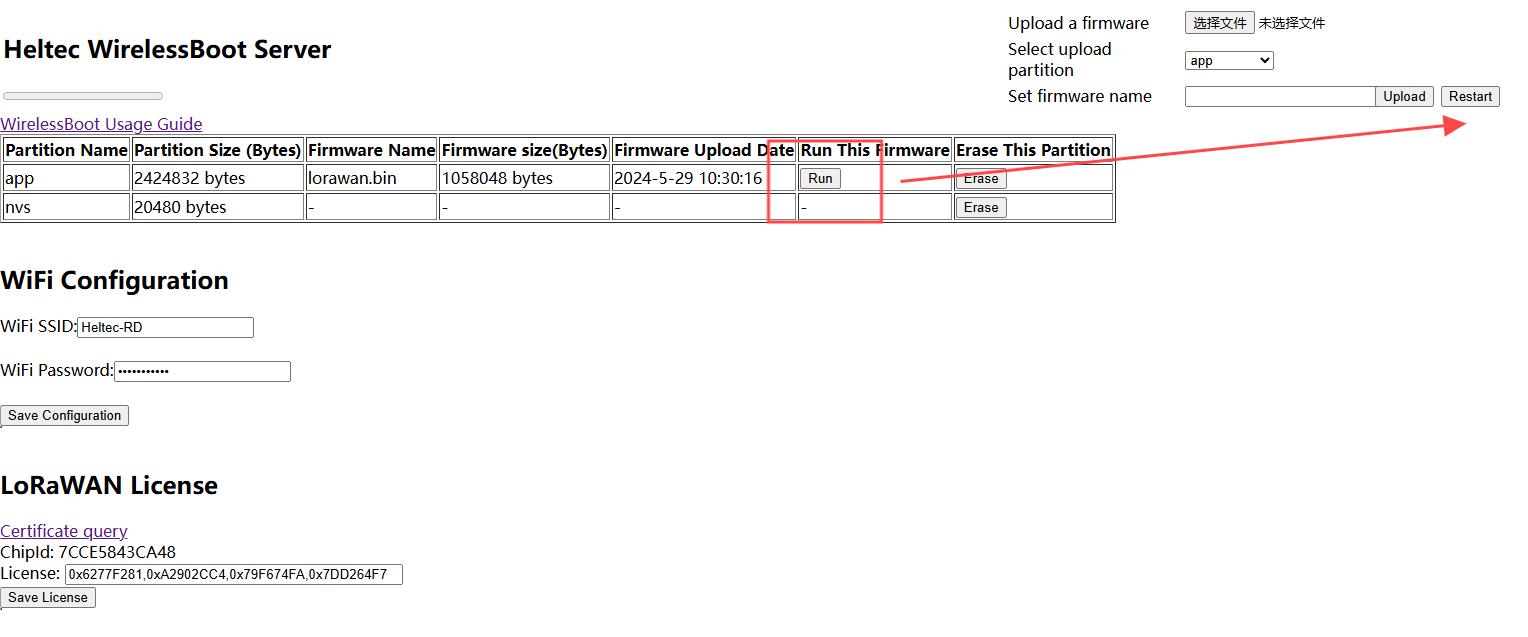 Heltec WirelessBoot Server
Upload a firmware 选择文件 未选择文件
Select upload partition app
Set firmware name Upload Restart
WirelessBoot Usage Guide
Partition Name Partition Size (Bytes) Firmware Name Firmware size(Bytes) Firmware Upload Date Run This Firmware Erase This Partition
app 2424832 bytes lorawan.bin 1058048 bytes 2024-5-29 10:30:16 Run Erase
nvs 20480 bytes - - - - Erase
WiFi Configuration
WiFi SSID: Heltec-RD
WiFi Password: •••••••••••
Save Configuration
LoRaWAN License
Certificate query
ChipId: 7CCE5843CA48
License: 0x6277F281,0xA2902CC4,0x79F674FA,0x7DD264F7
Save License